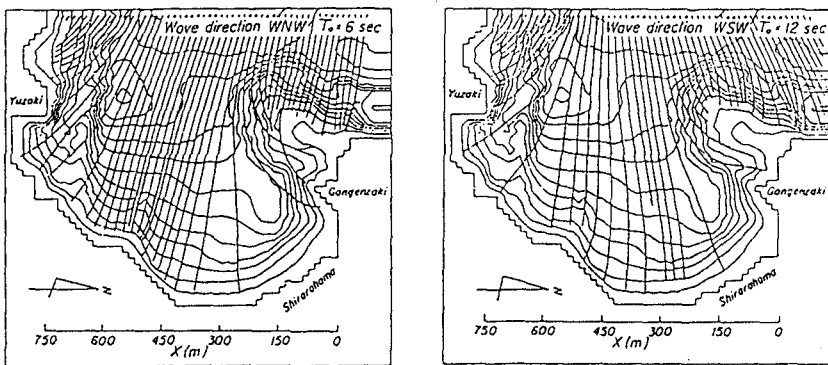 Wave direction WNW T₀ = 6 sec
Yuzaki
Gongenzaki
Shirarahama
N
750 600 450 300 150 0
X(m)
Wave direction WSW T₀ = 12 sec
Yuzaki
Gongenzaki
Shirarahama
N
750 600 450 300 150 0
X(m)